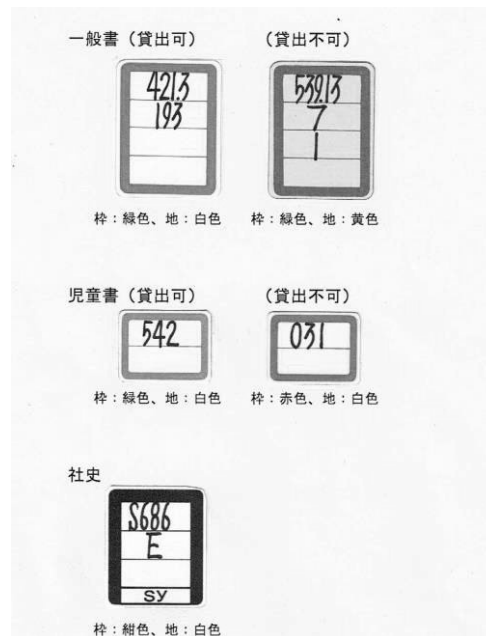 一般書（貸出可）
（貸出不可）
421.3
193
539.13
7
1
枠：緑色、地：白色
枠：緑色、地：黄色
児童書（貸出可）
（貸出不可）
542
031
枠：緑色、地：白色
枠：赤色、地：白色
社史
S686
E
SY
枠：紺色、地：白色